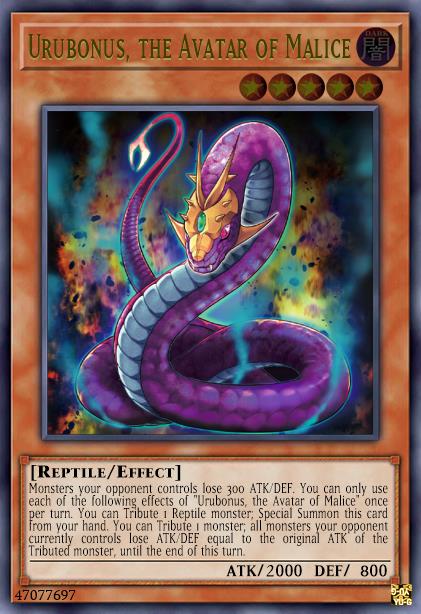 URUBONUS, THE AVATAR OF MALICE
DARK
闇
[REPTILE/EFFECT]
Monsters your opponent controls lose 300 ATK/DEF. You can only use
each of the following effects of "Urubonus, the Avatar of Malice" once
per turn. You can Tribute 1 Reptile monster; Special Summon this card
from your hand. You can Tribute 1 monster; all monsters your opponent
currently controls lose ATK/DEF equal to the original ATK of the
Tributed monster, until the end of this turn.
ATK/2000 DEF/ 800
47077697